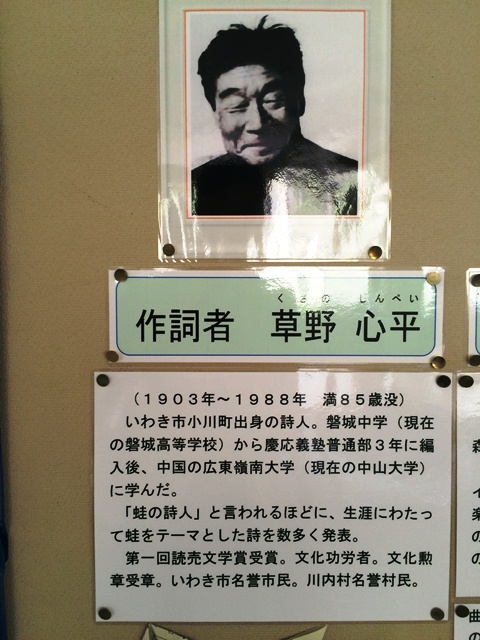 くさの しんぺい
作詞者 草野 心平
(1903年～1988年 満85歳没)
いわき市小川町出身の詩人。磐城中学(現在
の磐城高等学校)から慶応義塾普通部3年に編
入後、中国の広東嶺南大学(現在の中山大学)
に学んだ。
「蛙の詩人」と言われるほどに、生涯にわたっ
て蛙をテーマとした詩を数多く発表。
第一回読売文学賞受賞。文化功労者。文化勲
章受章。いわき市名誉市民。川内村名誉村民。